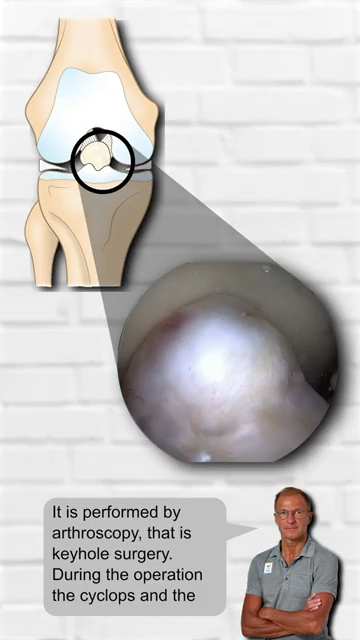 It is performed by
arthroscopy, that is
keyhole surgery.
During the operation
the cyclops and the